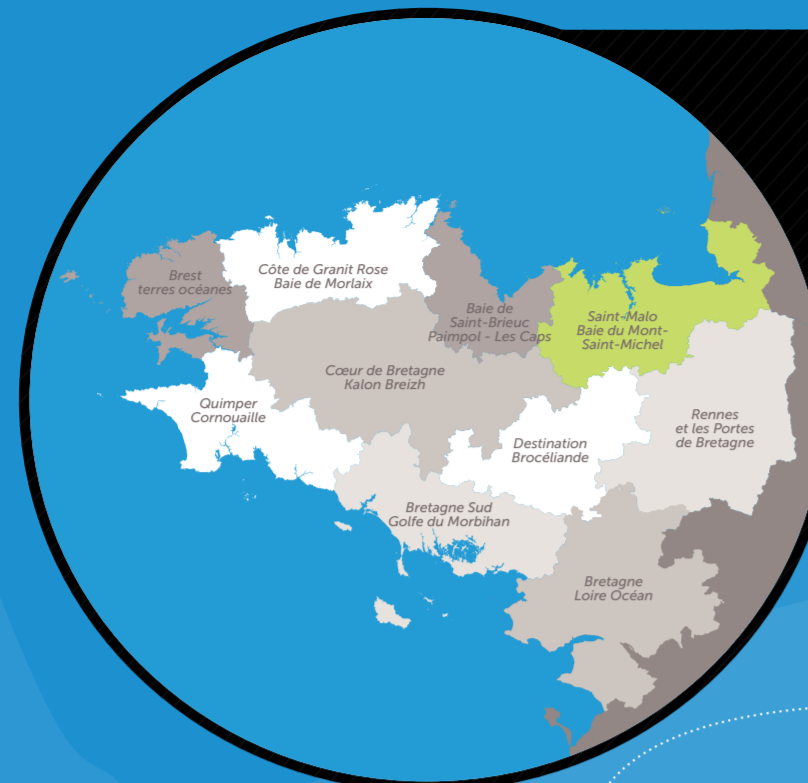 Brest
terres océanes
Côte de Granit Rose
Baie de Morlaix
Baie de
Saint-Brieuc
Paimpol - Les Caps
Saint-Malo
Baie du Mont-
Saint-Michel
Cœur de Bretagne
Kalon Breizh
Quimper
Cornouaille
Rennes
et les Portes
de Bretagne
Destination
Brocéliande
Bretagne Sud
Golfe du Morbihan
Bretagne
Loire Océan